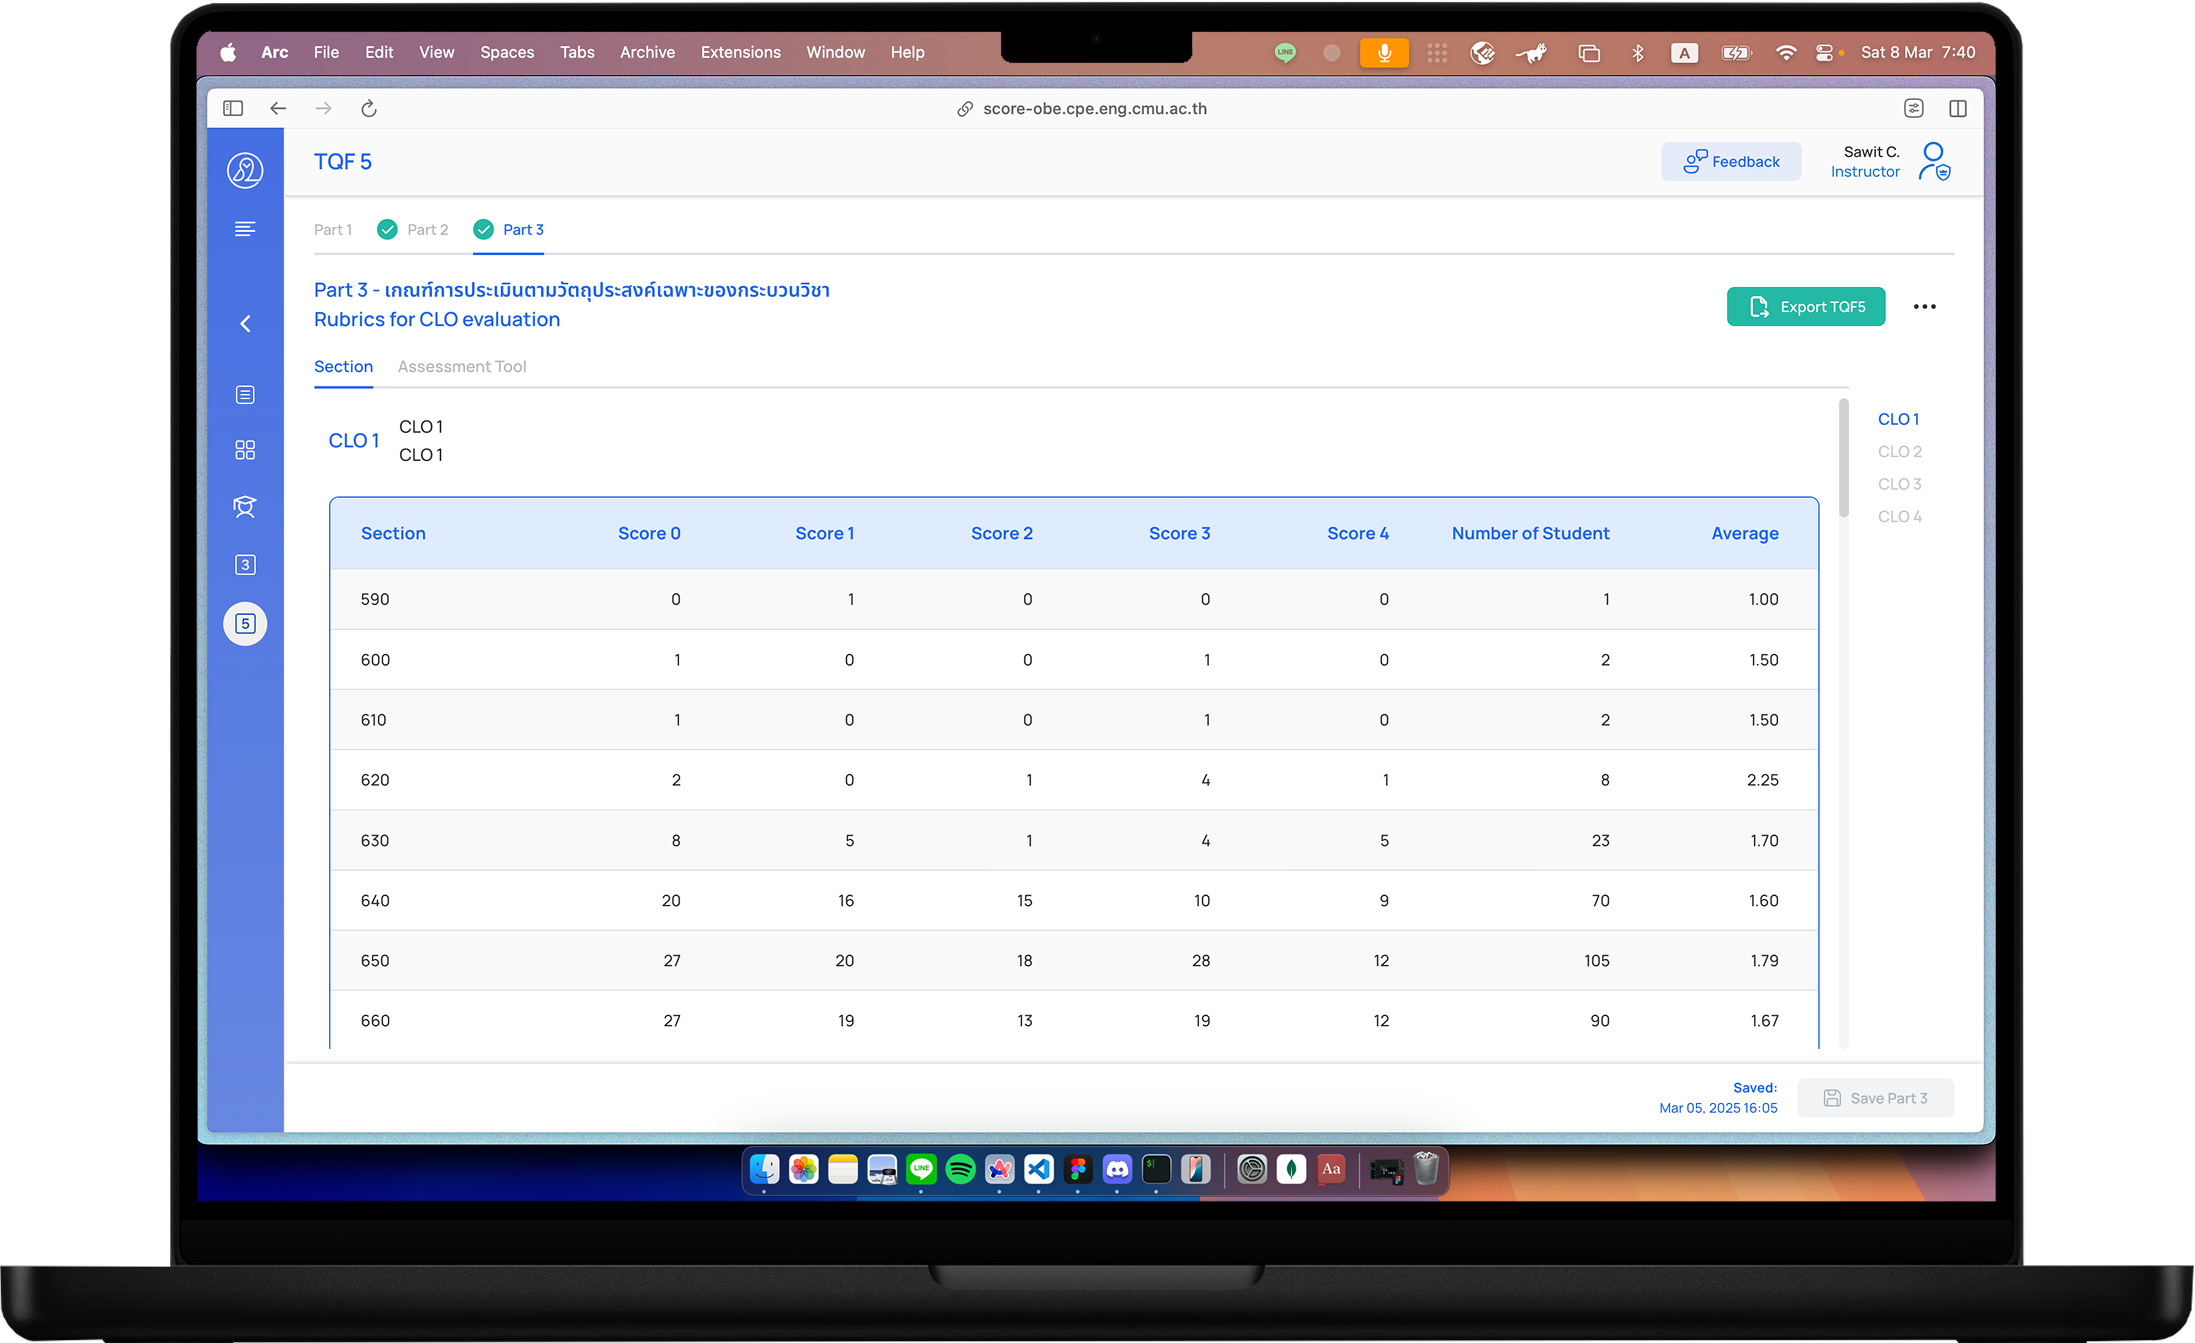 Arc File Edit View Spaces Tabs Archive Extensions Window Help LINE A Sat 8 Mar 7:40
score-obe.cpe.eng.cmu.ac.th
TQF 5
Feedback
Sawit C.
Instructor
Part 1 Part 2 Part 3
Part 3 - เกณฑ์การประเมินตามวัตถุประสงค์เฉพาะของกระบวนวิชา
Rubrics for CLO evaluation
Export TQF5
Section Assessment Tool
CLO 1
CLO 1
CLO 1
CLO 1
CLO 2
CLO 3
CLO 4
3
5
Section Score 0 Score 1 Score 2 Score 3 Score 4 Number of Student Average
590 0 1 0 0 0 1 1.00
600 1 0 0 1 0 2 1.50
610 1 0 0 1 0 2 1.50
620 2 0 1 4 1 8 2.25
630 8 5 1 4 5 23 1.70
640 20 16 15 10 9 70 1.60
650 27 20 18 28 12 105 1.79
660 27 19 13 19 12 90 1.67
Saved:
Mar 05, 2025 16:05
Save Part 3
LINE $ Aa